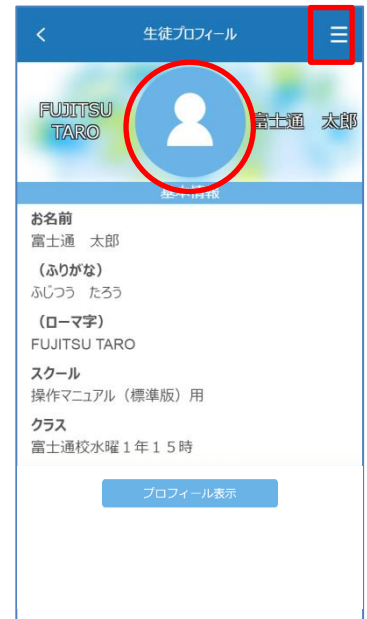 生徒プロフィール
FUJITSU
TARO
富士通　太郎
基本情報
お名前
富士通　太郎
（ふりがな）
ふじつう　たろう
（ローマ字）
FUJITSU TARO
スクール
操作マニュアル（標準版）用
クラス
富士通校水曜１年１５時
プロフィール表示